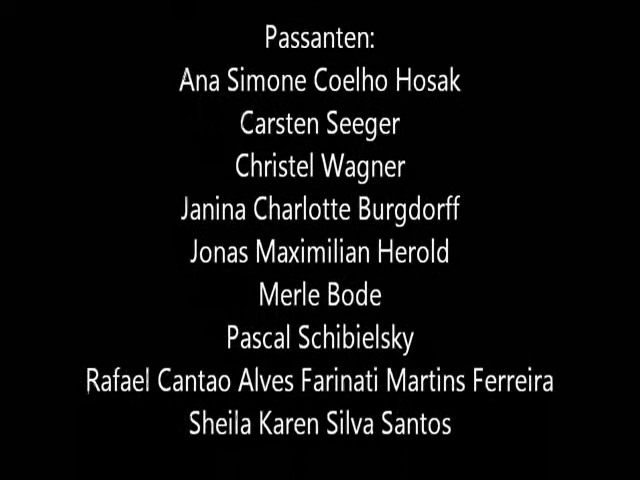 Passanten:
Ana Simone Coelho Hosak
Carsten Seeger
Christel Wagner
Janina Charlotte Burgdorff
Jonas Maximilian Herold
Merle Bode
Pascal Schibielsky
Rafael Cantao Alves Farinati Martins Ferreira
Sheila Karen Silva Santos